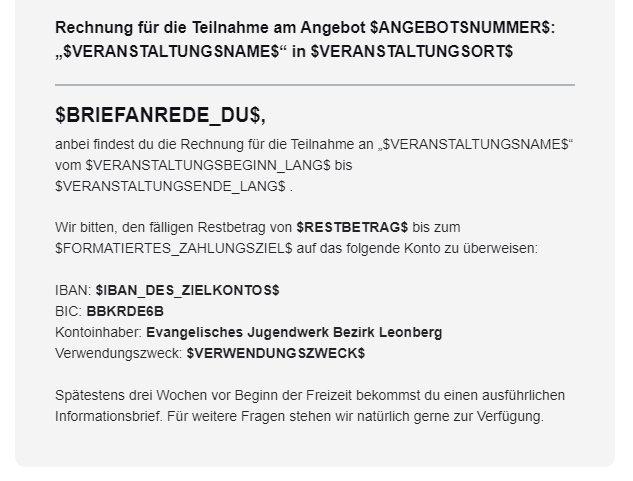 Rechnung für die Teilnahme am Angebot $ANGEBOTSNUMMER$:
„$VERANSTALTUNGSNAME$“ in $VERANSTALTUNGSORT$
$BRIEFANREDE_DU$,
anbei findest du die Rechnung für die Teilnahme an „$VERANSTALTUNGSNAME$“
vom $VERANSTALTUNGSBEGINN_LANG$ bis
$VERANSTALTUNGSENDE_LANG$ .
Wir bitten, den fälligen Restbetrag von $RESTBETRAG$ bis zum
$FORMATIERTES_ZAHLUNGSZIEL$ auf das folgende Konto zu überweisen:
IBAN: $IBAN_DES_ZIELKONTOS$
BIC: BBKRDE6B
Kontoinhaber: Evangelisches Jugendwerk Bezirk Leonberg
Verwendungszweck: $VERWENDUNGSZWECK$
Spätestens drei Wochen vor Beginn der Freizeit bekommst du einen ausführlichen
Informationsbrief. Für weitere Fragen stehen wir natürlich gerne zur Verfügung.